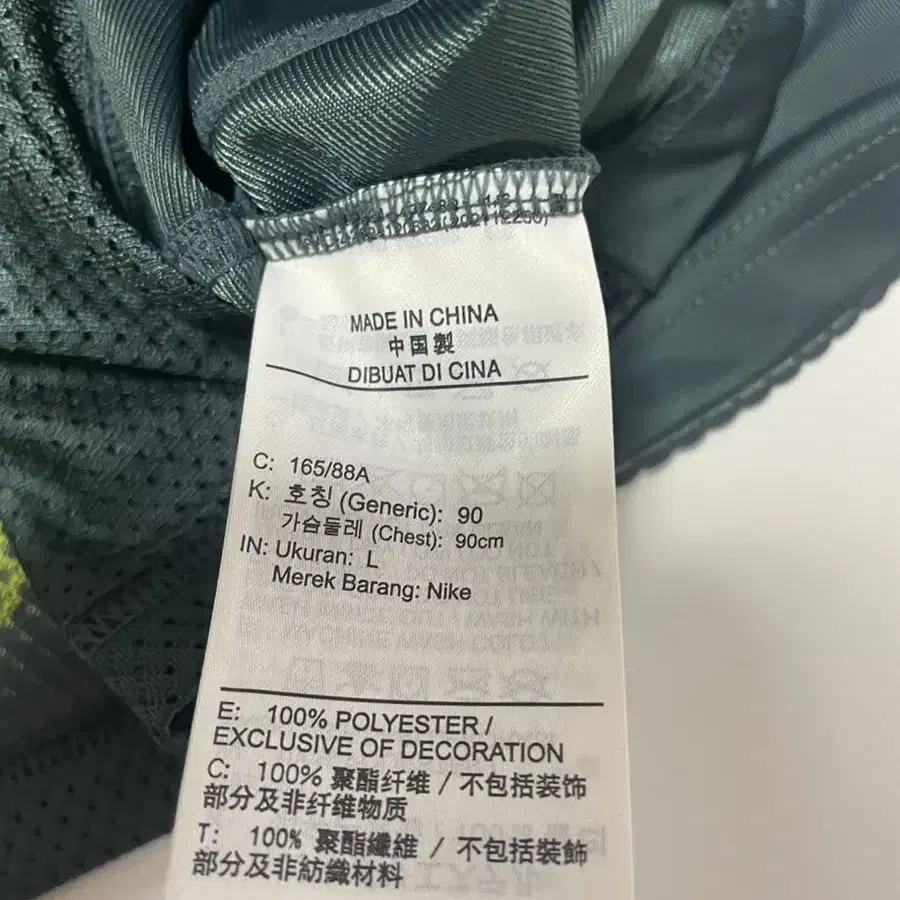 MADE IN CHINA
中国製
DIBUAT DI CINA
C: 165/88A
K: 호칭 (Generic): 90
가슴둘레 (Chest): 90cm
IN: Ukuran: L
Merek Barang: Nike
E: 100% POLYESTER /
EXCLUSIVE OF DECORATION
C: 100% 聚酯纤维 / 不包括装饰
部分及非纤维物质
T: 100% 聚酯纖維 / 不包括裝飾
部分及非紡織材料